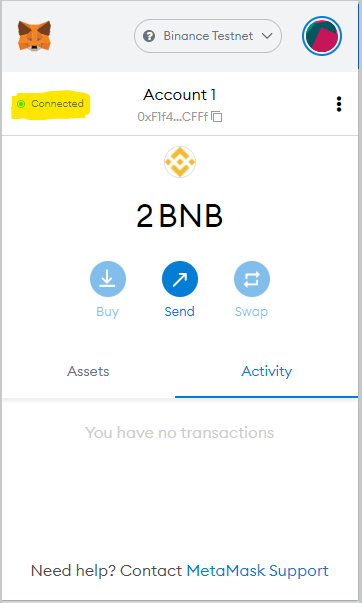 Binance Testnet
Connected
Account 1
0xF1f4...CFFf
2 BNB
Buy
Send
Swap
Assets
Activity
You have no transactions
Need help? Contact MetaMask Support